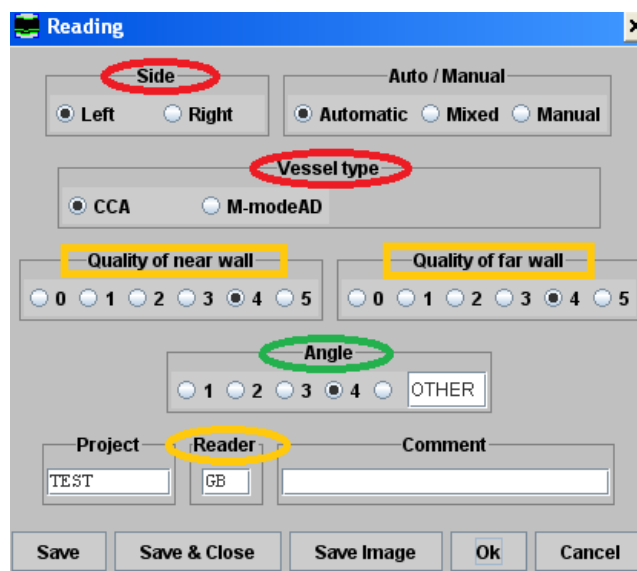 Reading
Side Auto / Manual
Left Right Automatic Mixed Manual
Vessel type
CCA M-modeAD
Quality of near wall Quality of far wall
0 1 2 3 4 5 0 1 2 3 4 5
Angle
1 2 3 4 OTHER
Project Reader Comment
TEST GB
Save Save & Close Save Image Ok Cancel